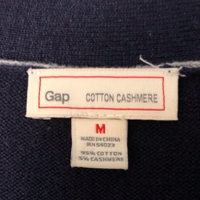 Gap COTTON CASHMERE
M
MADE IN CHINA
RN 54023
95% COTTON
5% CASHMERE